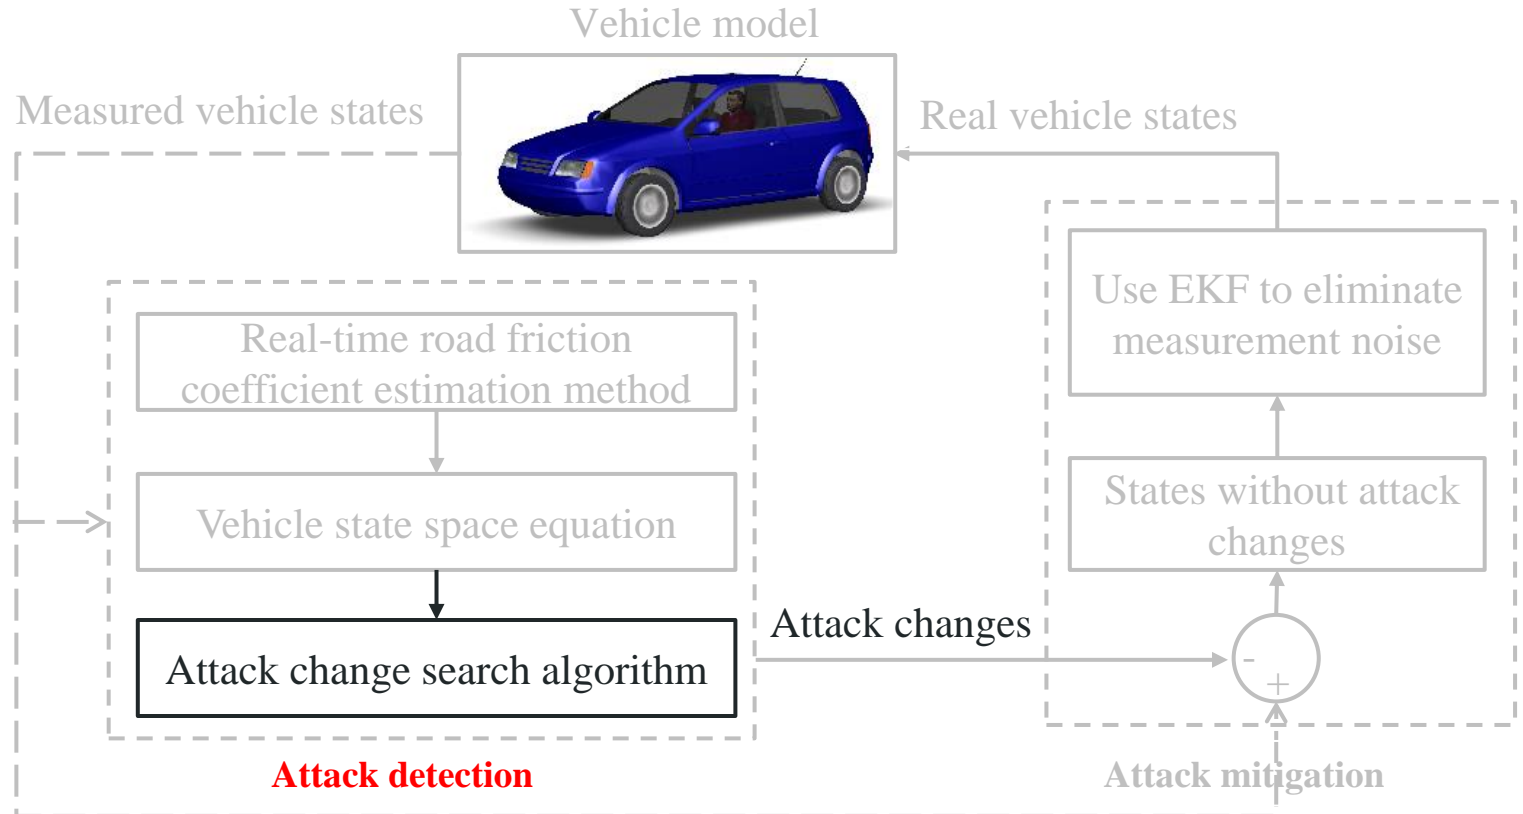 Vehicle model
Measured vehicle states
Real vehicle states
Real-time road friction
coefficient estimation method
Vehicle state space equation
Attack change search algorithm
Attack detection
Attack changes
Use EKF to eliminate
measurement noise
States without attack
changes
-
+
Attack mitigation